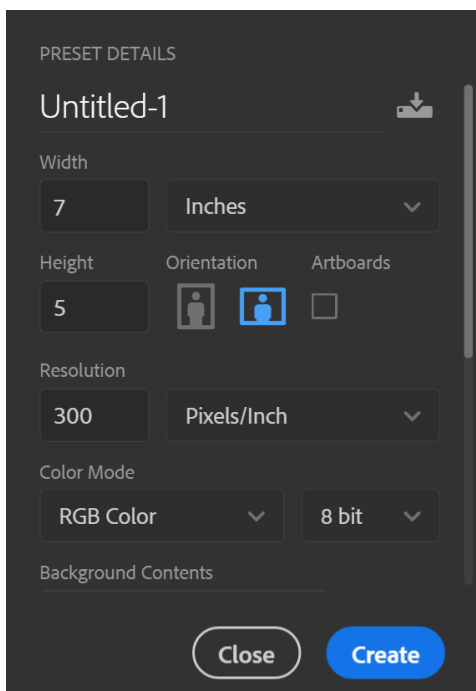 PRESET DETAILS
Untitled-1
Width
7 Inches
Height Orientation Artboards
5
Resolution
300 Pixels/Inch
Color Mode
RGB Color 8 bit
Background Contents
Close Create